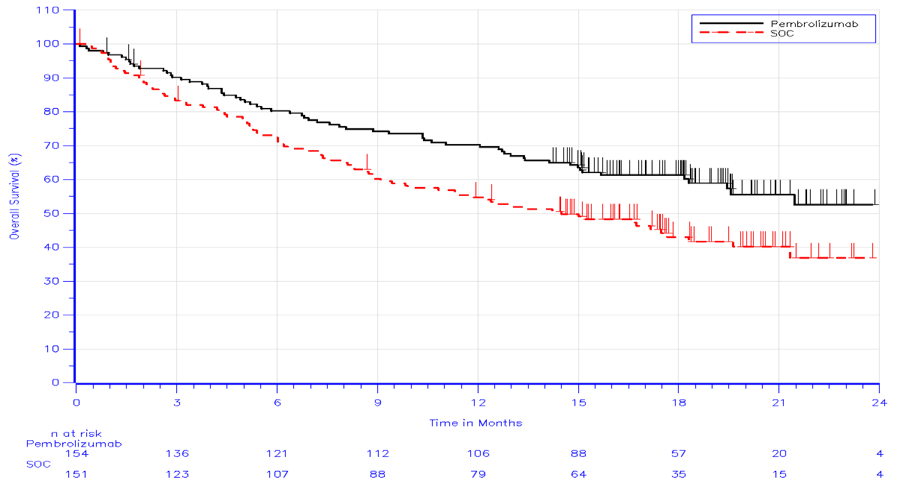 110
100
90
80
70
60
50
40
30
20
10
0
Overall Survival (%)
Pembrolizumab
SOC
0 3 6 9 12 15 18 21 24
Time in Months
n at risk
Pembrolizumab
154 136 121 112 106 88 57 20 4
SOC
151 123 107 88 79 64 35 15 4